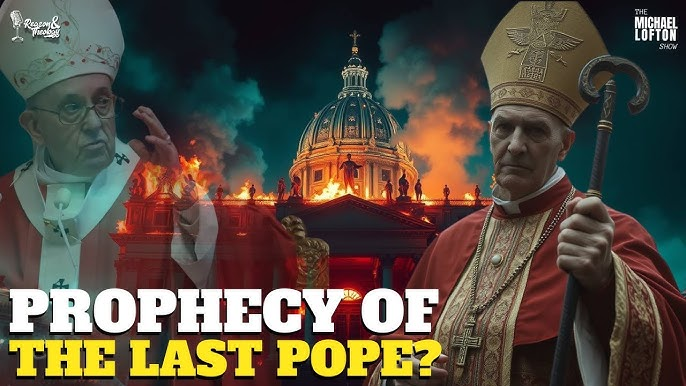 Reason&
Theology
THE
MICHAEL
LOFTON
SHOW
PROPHECY OF
THE LAST POPE?